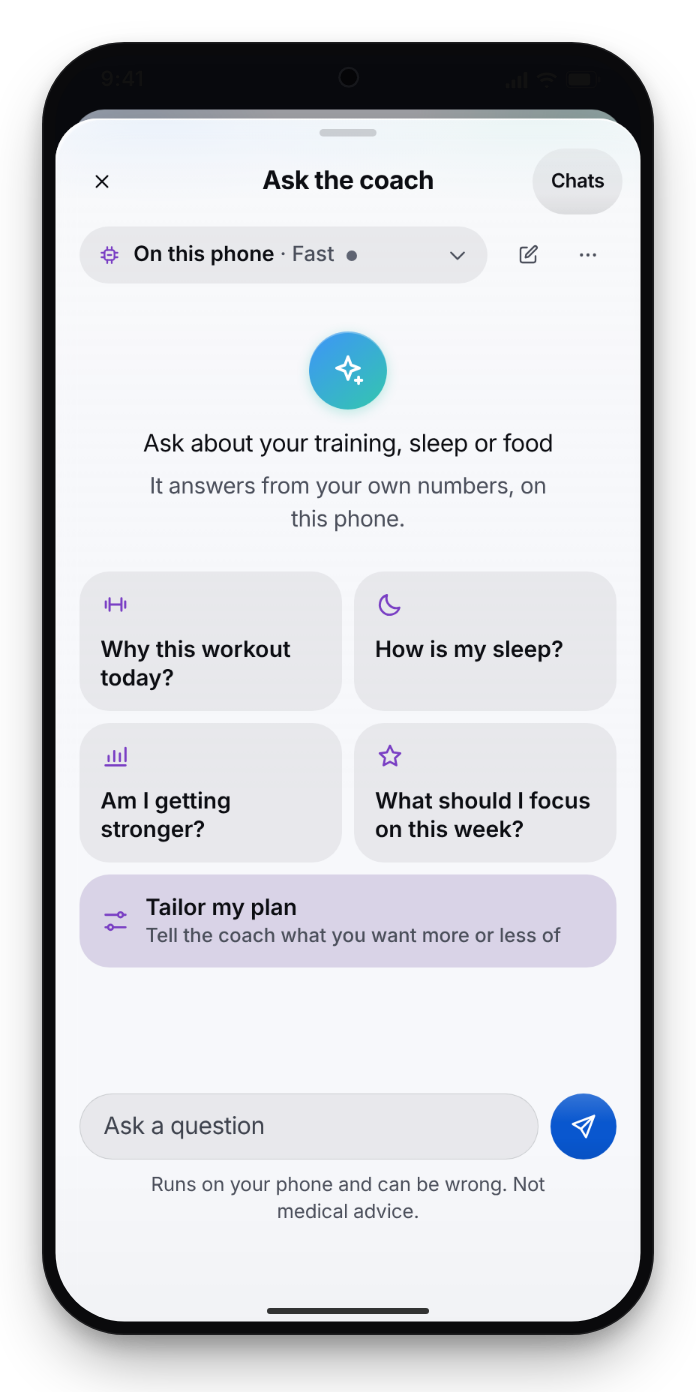 9:41
Ask the coach
Chats
On this phone · Fast
Ask about your training, sleep or food
It answers from your own numbers, on
this phone.
Why this workout
today?
How is my sleep?
Am I getting
stronger?
What should I focus
on this week?
Tailor my plan
Tell the coach what you want more or less of
Ask a question
Runs on your phone and can be wrong. Not
medical advice.